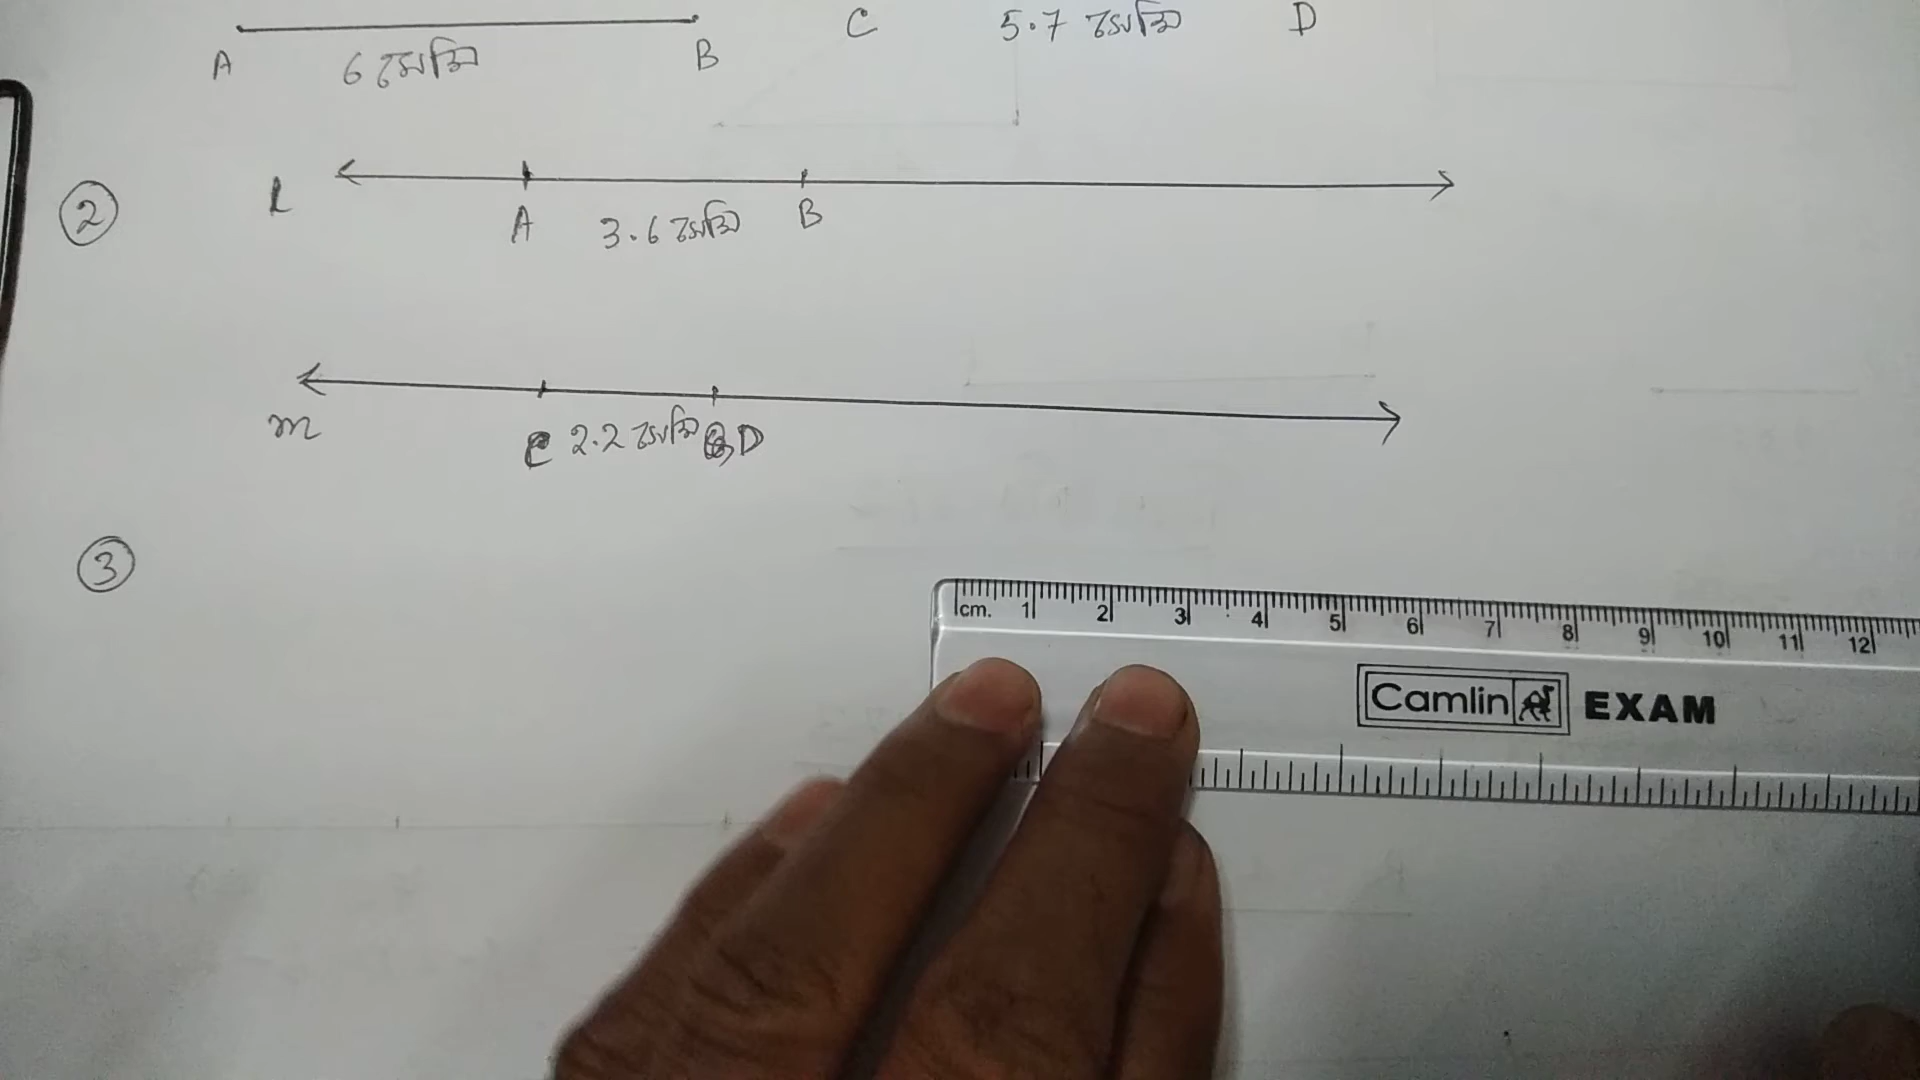 A 6 সেমি B C 5.7 সেমি D
② L A 3.6 সেমি B
m C 2.2 সেমি D
③
cm. 1 2 3 4 5 6 7 8 9 10 11 12
Camlin EXAM